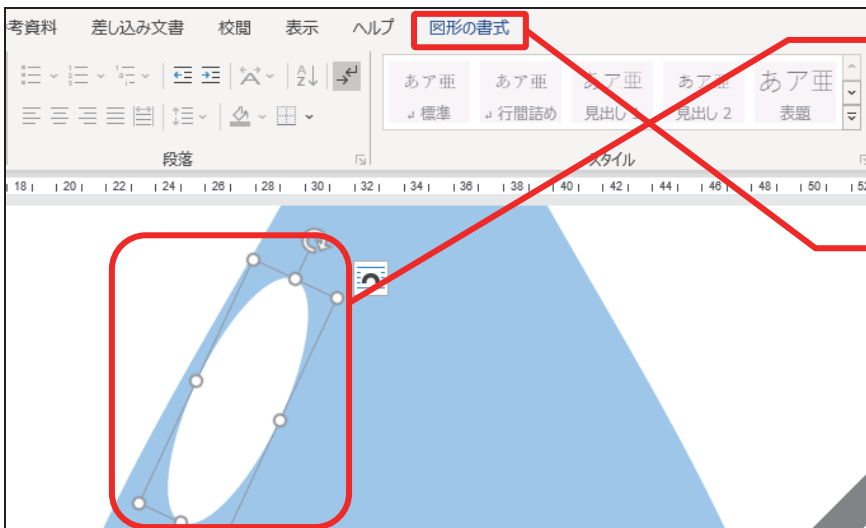 考資料 差し込み文書 校閲 表示 ヘルプ 図形の書式
A Z
あア亜 あア亜 あア亜 あア亜 あア亜
↲ 標準 ↲ 行間詰め 見出し 1 見出し 2 表題
段落 スタイル
18 20 22 24 26 28 30 32 34 36 38 40 42 44 46 48 50 52